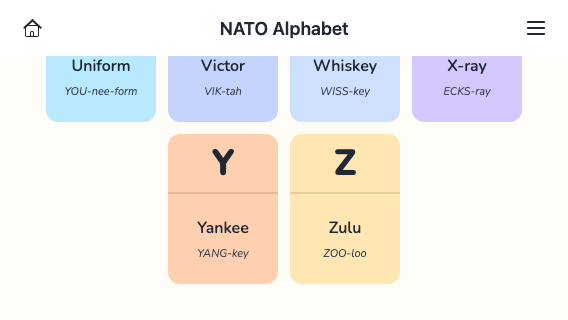 NATO Alphabet
Uniform
YOU-nee-form
Victor
VIK-tah
Whiskey
WISS-key
X-ray
ECKS-ray
Y
Yankee
YANG-key
Z
Zulu
ZOO-loo